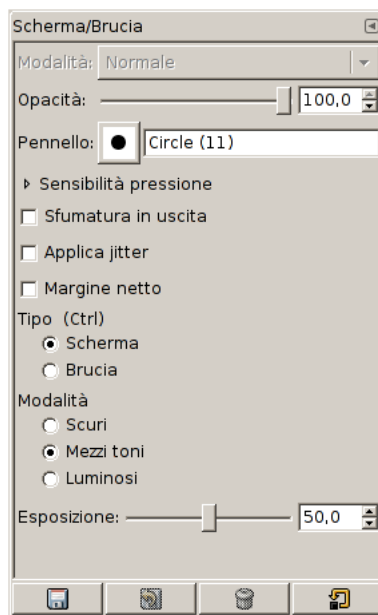 Scherma/Brucia
Modalità: Normale
Opacità: 100,0
Pennello: Circle (11)
Sensibilità pressione
Sfumatura in uscita
Applica jitter
Margine netto
Tipo (Ctrl)
Scherma
Brucia
Modalità
Scuri
Mezzi toni
Luminosi
Esposizione: 50,0